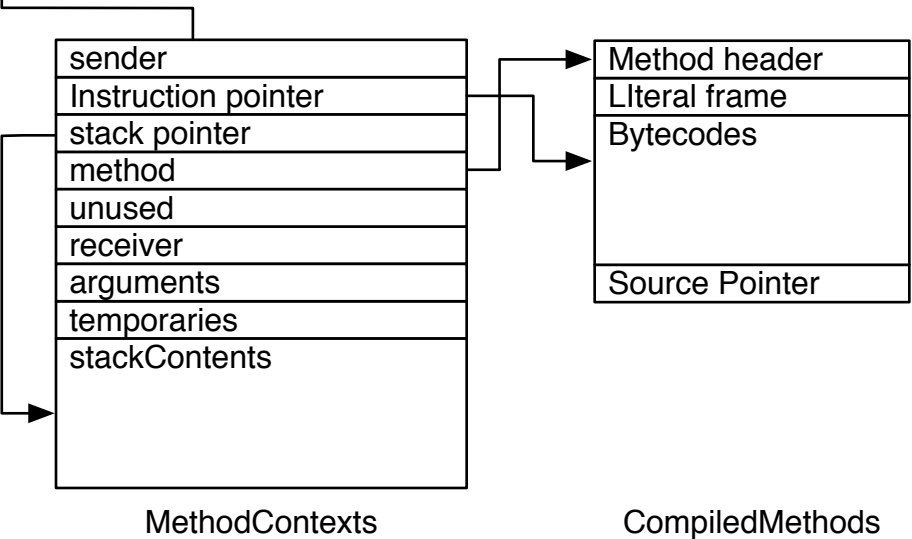 sender
Instruction pointer
stack pointer
method
unused
receiver
arguments
temporaries
stackContents
MethodContexts
Method header
LIteral frame
Bytecodes
Source Pointer
CompiledMethods